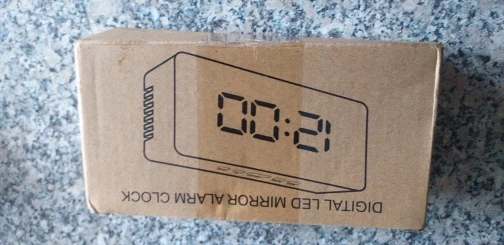 DIGITAL LED MIRROR ALARM CLOCK
12:00